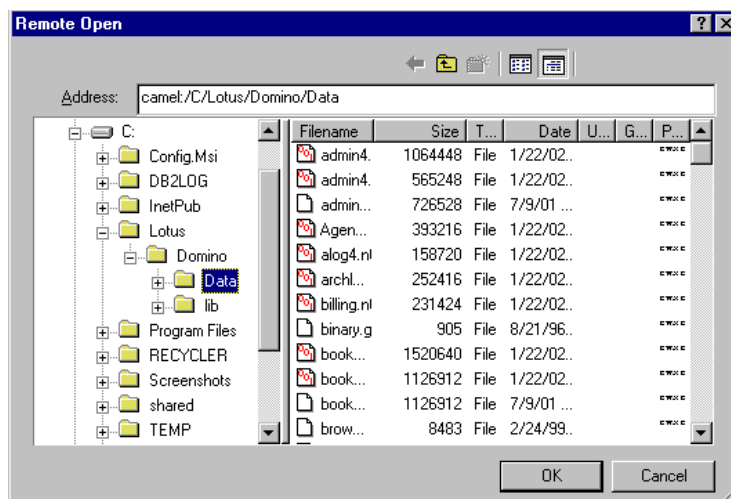 Remote Open
Address: camel:/C/Lotus/Domino/Data
C:
Config.Msi
DB2LOG
InetPub
Lotus
Domino
Data
lib
Program Files
RECYCLER
Screenshots
shared
TEMP
Filename Size T... Date U... G... P...
admin4. 1064448 File 1/22/02..
admin4. 565248 File 1/22/02..
admin... 726528 File 7/9/01 ...
Agen... 393216 File 1/22/02..
alog4.n 158720 File 1/22/02..
archl... 252416 File 1/22/02..
billing.n 231424 File 1/22/02..
binary.g 905 File 8/21/96..
book... 1520640 File 1/22/02..
book... 1126912 File 1/22/02..
book... 1126912 File 7/9/01 ...
brow... 8483 File 2/24/99..
OK Cancel